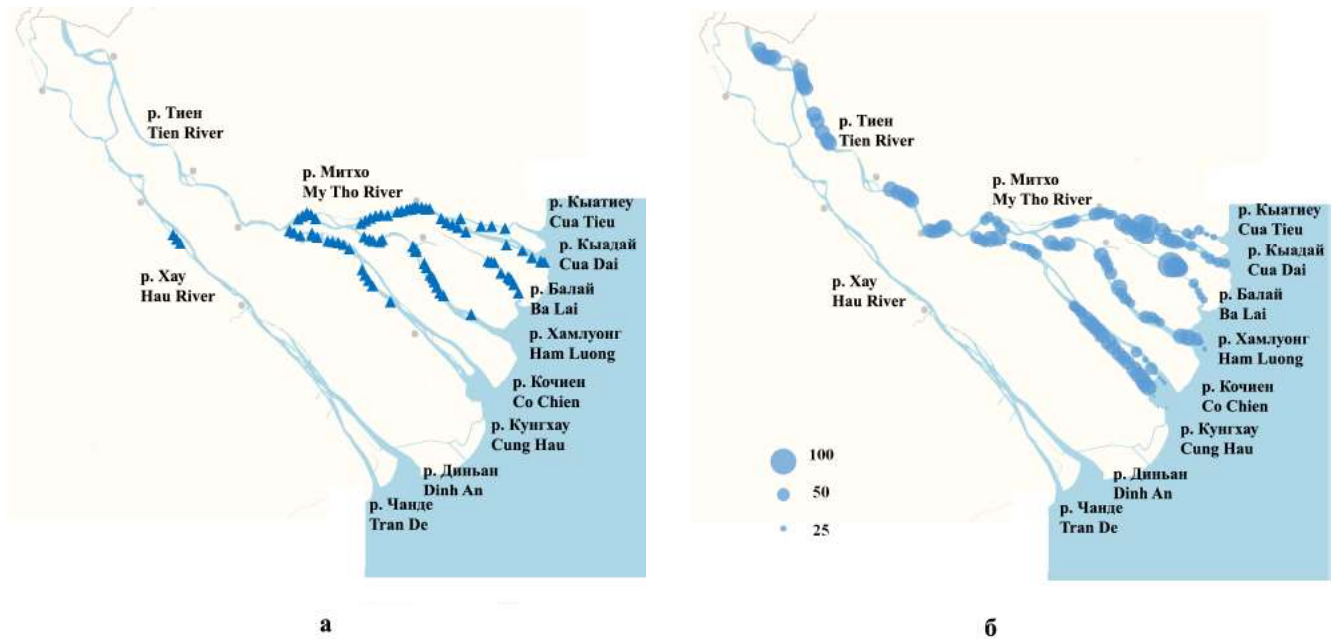 р. Тиен
Tien River
р. Митхо
My Tho River
р. Кыатиеу
Cua Tieu
р. Кыадай
Cua Dai
р. Хау
Hau River
р. Балай
Ba Lai
р. Хамлуонг
Ham Luong
р. Кочиен
Co Chien
р. Кунгхау
Cung Hau
р. Диньан
Dinh An
р. Чанде
Tran De
а
р. Тиен
Tien River
р. Митхо
My Tho River
р. Кыатиеу
Cua Tieu
р. Кыадай
Cua Dai
р. Хау
Hau River
р. Балай
Ba Lai
р. Хамлуонг
Ham Luong
р. Кочиен
Co Chien
р. Кунгхау
Cung Hau
100
50
25
р. Диньан
Dinh An
р. Чанде
Tran De
б